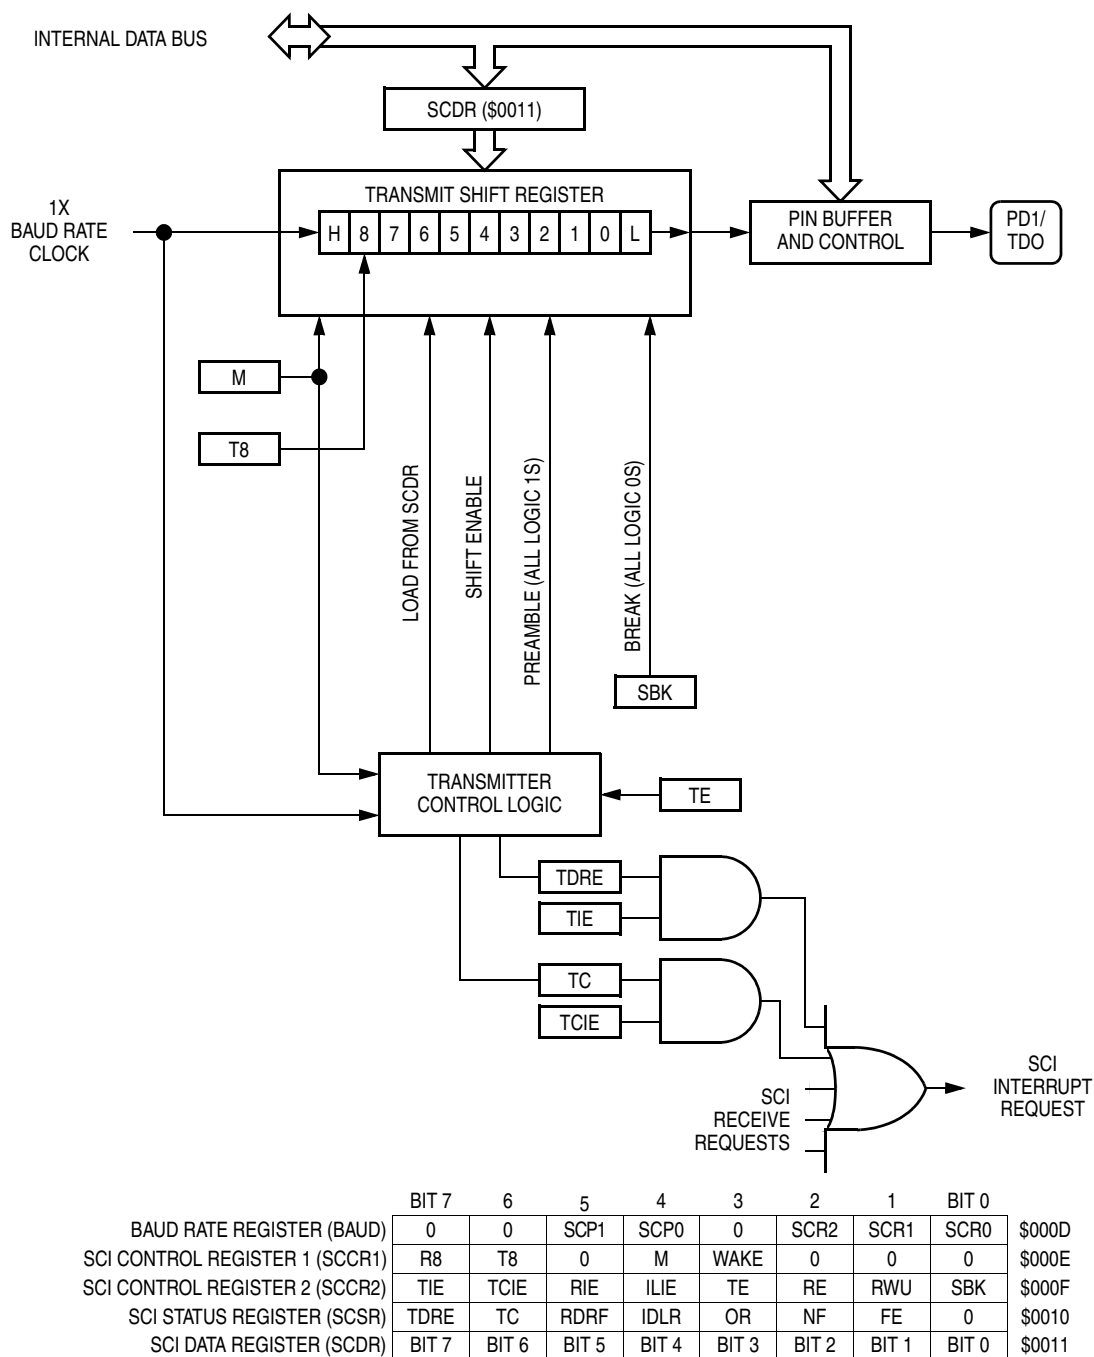 INTERNAL DATA BUS
SCDR ($0011)
TRANSMIT SHIFT REGISTER
H 8 7 6 5 4 3 2 1 0 L
1X
BAUD RATE
CLOCK
PIN BUFFER
AND CONTROL
PD1/
TDO
M
T8
LOAD FROM SCDR
SHIFT ENABLE
PREAMBLE (ALL LOGIC 1S)
BREAK (ALL LOGIC 0S)
SBK
TRANSMITTER
CONTROL LOGIC
TE
TDRE
TIE
TC
TCIE
SCI
RECEIVE
REQUESTS
SCI
INTERRUPT
REQUEST
BIT 7 6 5 4 3 2 1 BIT 0
BAUD RATE REGISTER (BAUD) 0 0 SCP1 SCP0 0 SCR2 SCR1 SCR0 $000D
SCI CONTROL REGISTER 1 (SCCR1) R8 T8 0 M WAKE 0 0 0 $000E
SCI CONTROL REGISTER 2 (SCCR2) TIE TCIE RIE ILIE TE RE RWU SBK $000F
SCI STATUS REGISTER (SCSR) TDRE TC RDRF IDLR OR NF FE 0 $0010
SCI DATA REGISTER (SCDR) BIT 7 BIT 6 BIT 5 BIT 4 BIT 3 BIT 2 BIT 1 BIT 0 $0011